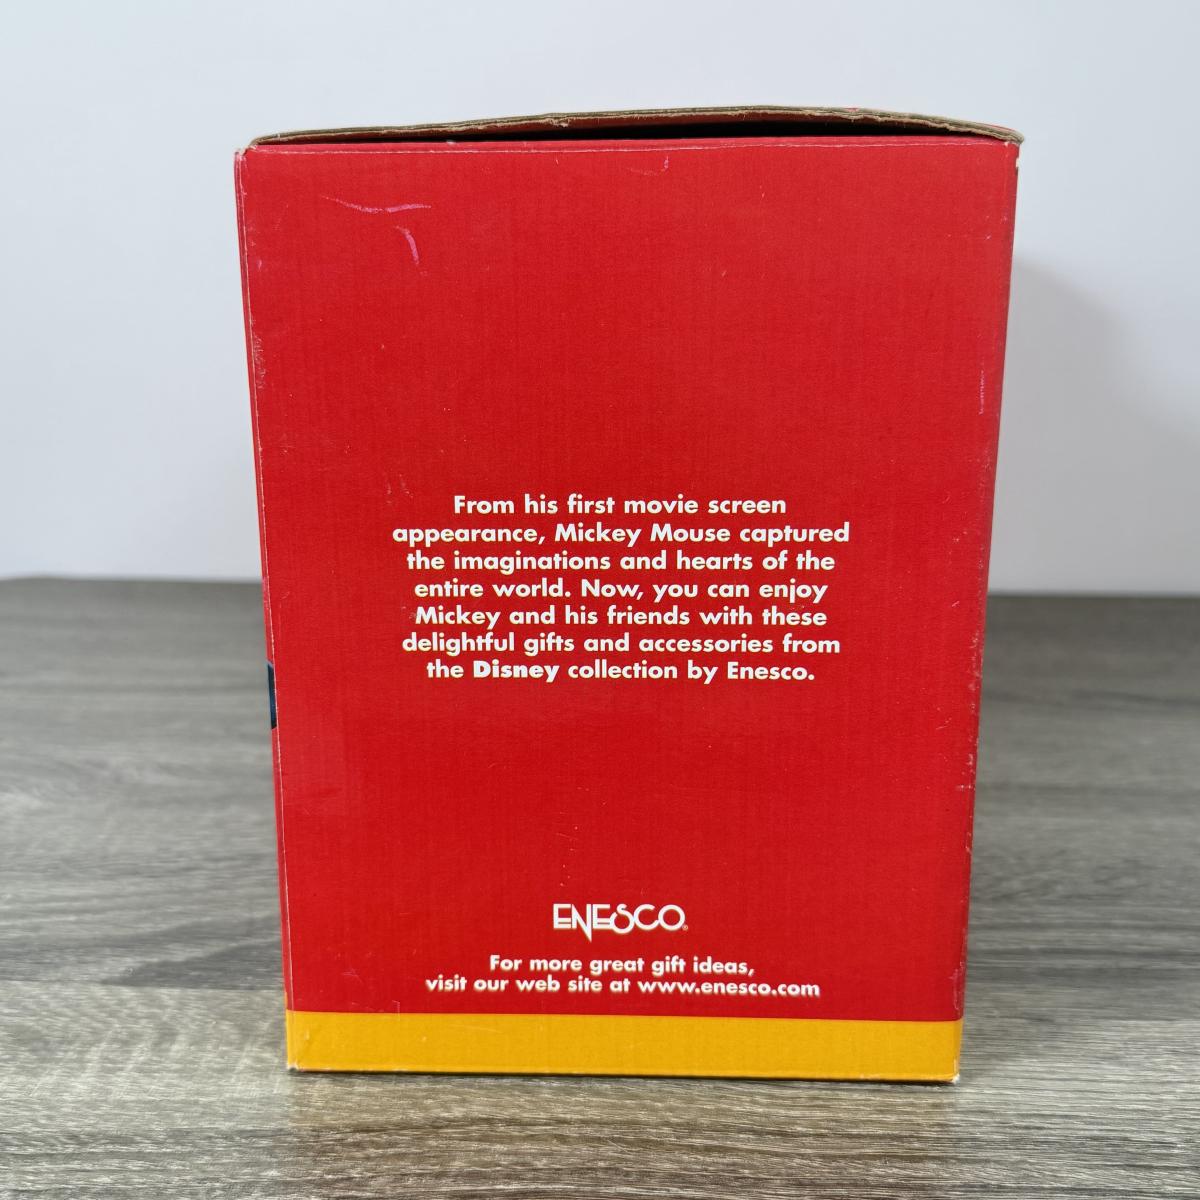 From his first movie screen
appearance, Mickey Mouse captured
the imaginations and hearts of the
entire world. Now, you can enjoy
Mickey and his friends with these
delightful gifts and accessories from
the Disney collection by Enesco.
ENESCO®
For more great gift ideas,
visit our web site at www.enesco.com